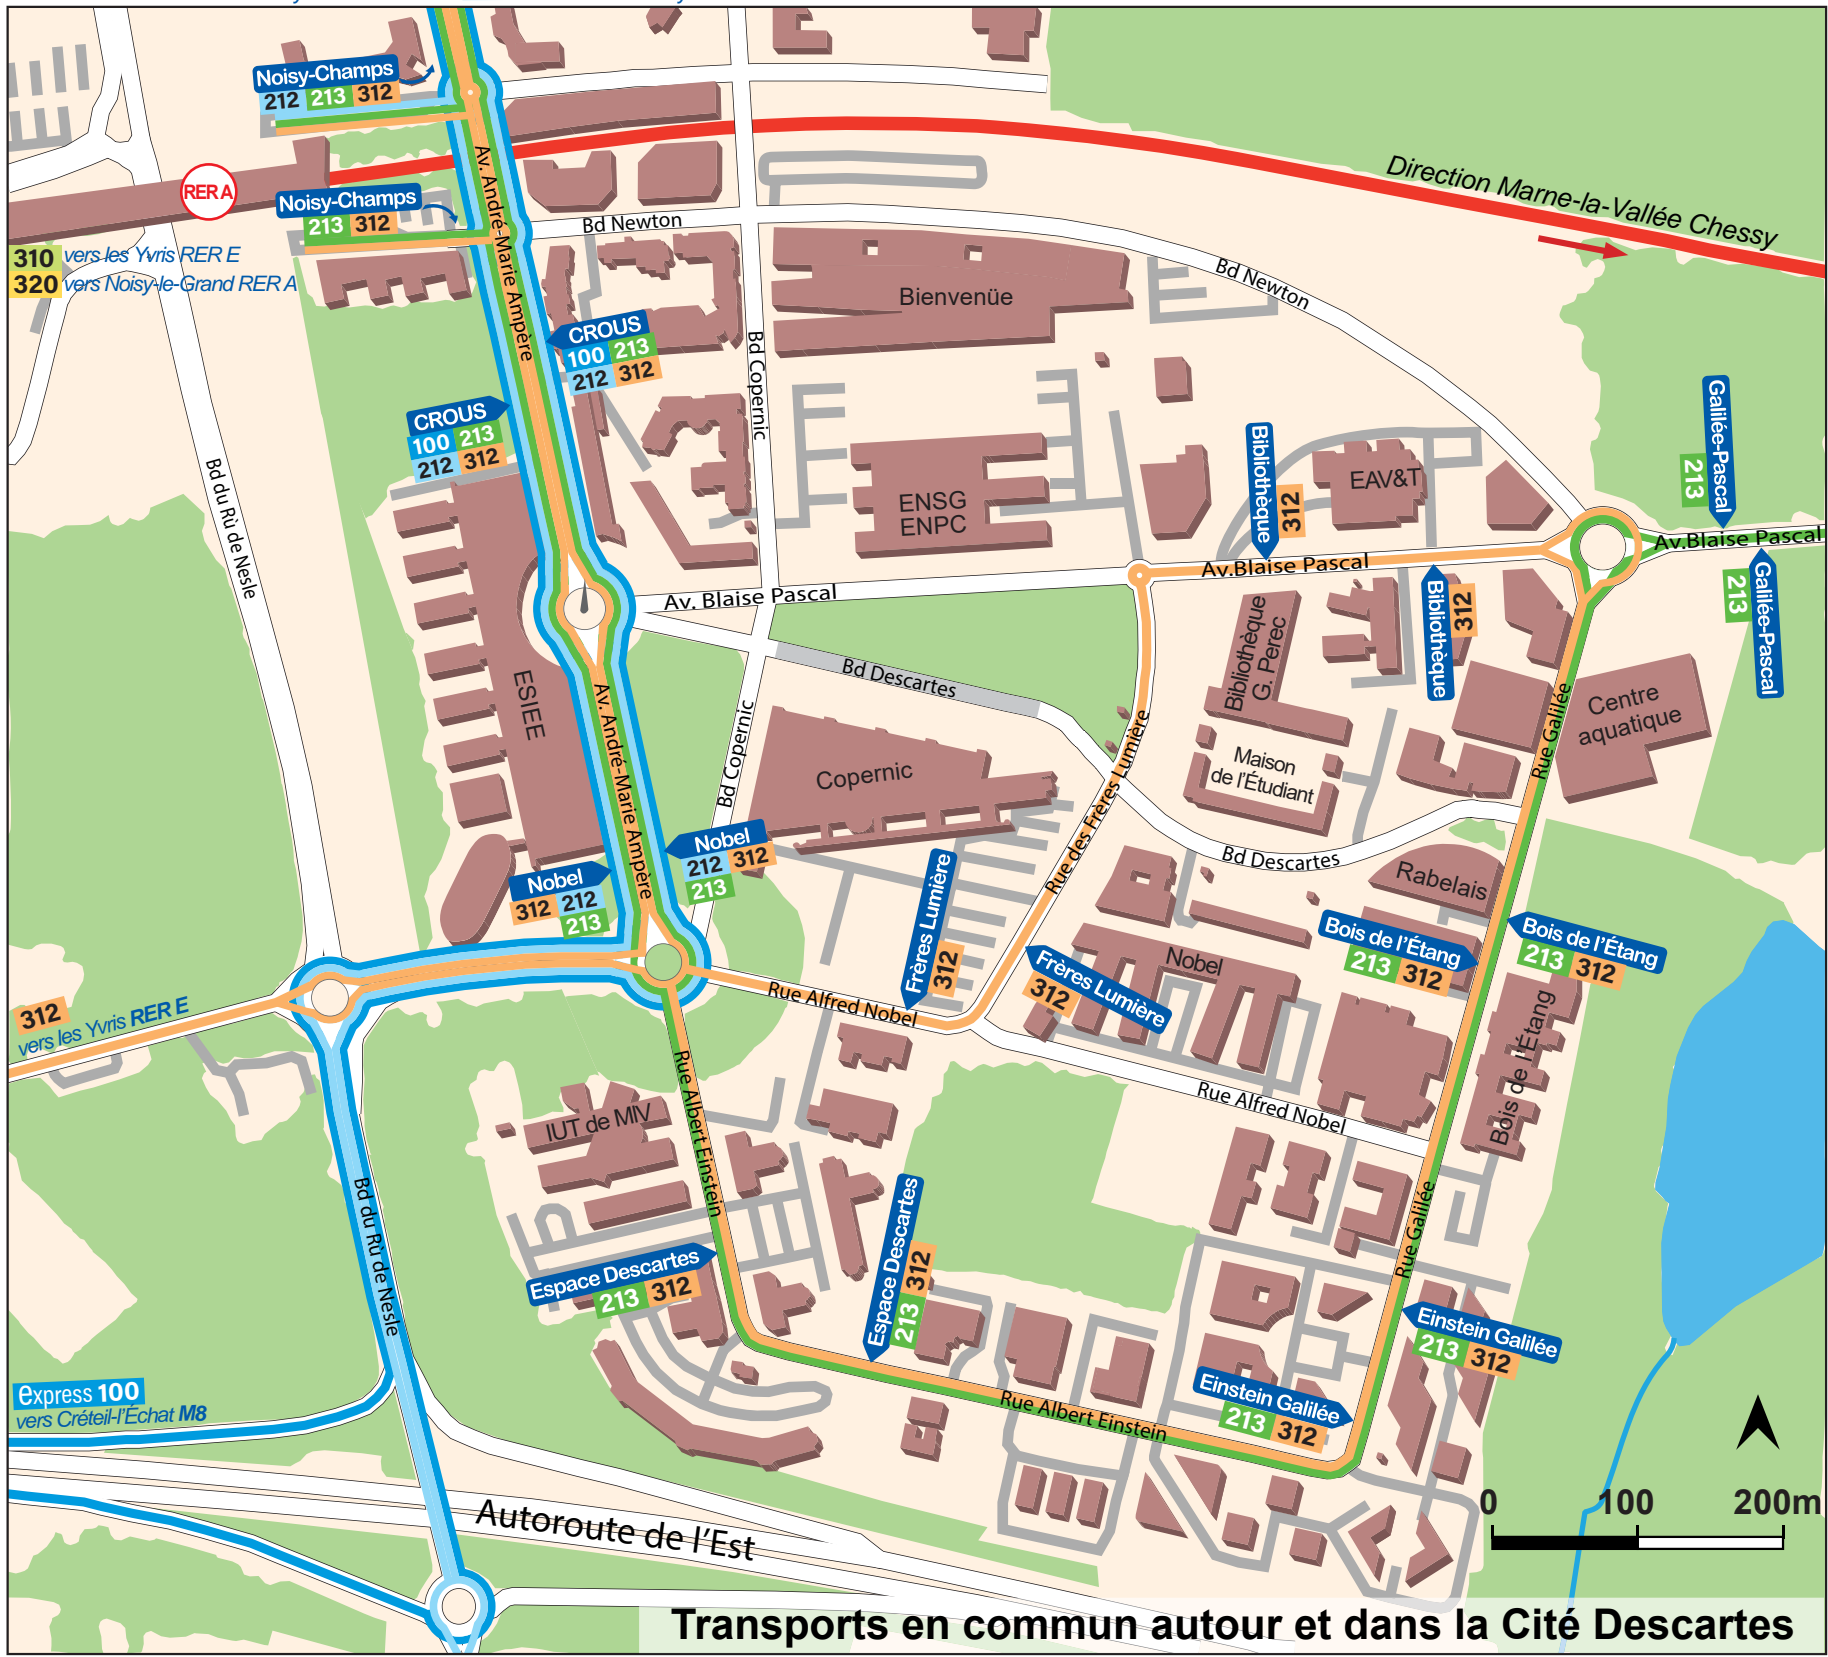 Noisy-Champs
212 213 312
Av. André-Marie Ampère
RER A
Noisy-Champs
213 312
Bd Newton
Direction Marne-la-Vallée Chessy
310 vers les Yvris RER E
320 vers Noisy-le-Grand RER A
Bienvenüe
Bd Newton
CROUS
100 213
212 312
Bd Copernic
CROUS
100 213
212 312
Galilée-Pascal
213
Bibliothèque
312
EAV&T
Bd du Rù de Nesle
ENSG
ENPC
Av.Blaise Pascal
Av.Blaise Pascal
Av. Blaise Pascal
Galilée-Pascal
213
Bibliothèque
312
Bibliothèque
G. Perec
ESIEE
Av. André-Marie Ampère
Bd Descartes
Bd Copernic
Rue Galilée
Centre
aquatique
Copernic
Maison
de l'Étudiant
Rue des Frères Lumière
Nobel
212 312
213
Bd Descartes
Nobel
312 212
213
Frères Lumière
312
Rabelais
Bois de l'Étang
213 312
Bois de l'Étang
213 312
Nobel
Frères Lumière
312
Rue Alfred Nobel
312
vers les Yvris RER E
Bois de l'Étang
Rue Albert Einstein
IUT de MlV
Rue Alfred Nobel
Bd du Rù de Nesle
Rue Galilée
Espace Descartes
213 312
Espace Descartes
213 312
Einstein Galilée
213 312
Einstein Galilée
213 312
Rue Albert Einstein
express 100
vers Créteil-l'Échat M8
Autoroute de l'Est
0 100 200m
Transports en commun autour et dans la Cité Descartes